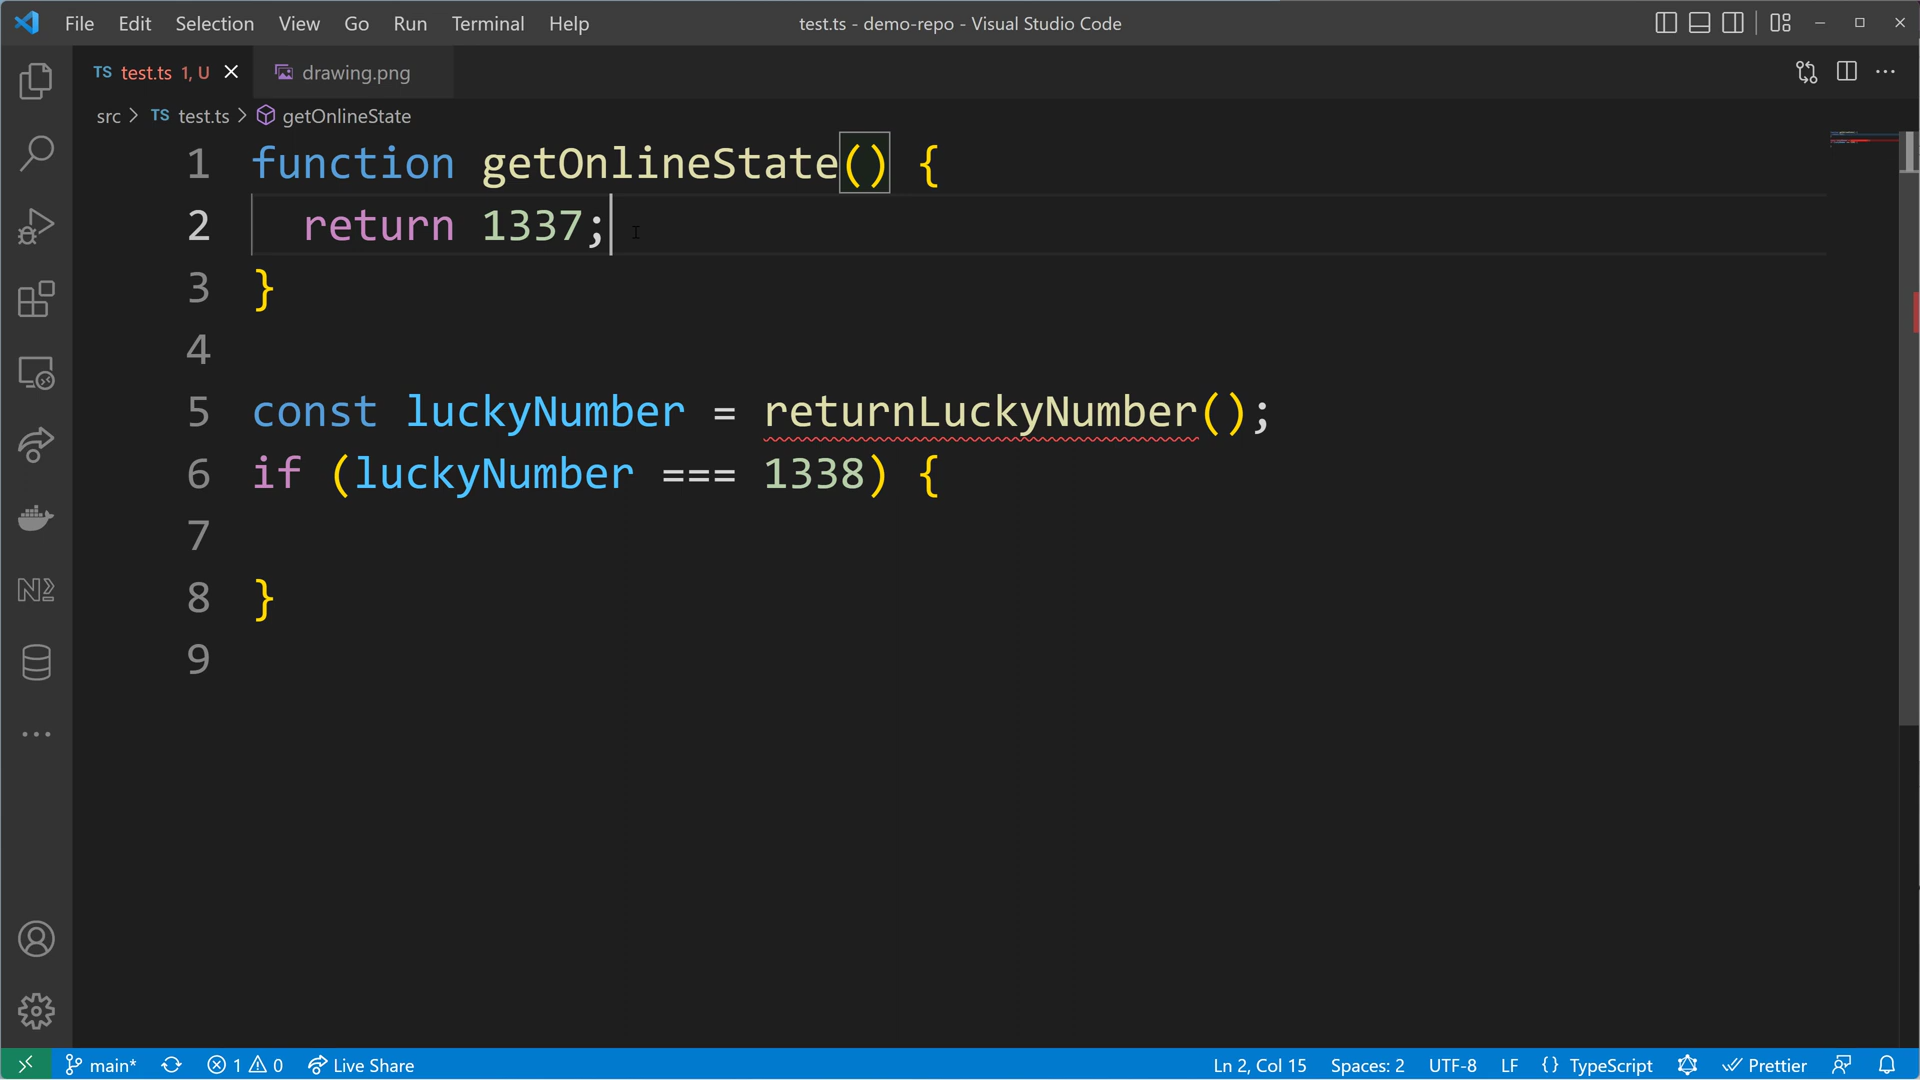 File Edit Selection View Go Run Terminal Help test.ts - demo-repo - Visual Studio Code
TS test.ts 1, U drawing.png
src > TS test.ts > getOnlineState
1 function getOnlineState() {
2 return 1337;
3 }
4
5 const luckyNumber = returnLuckyNumber();
6 if (luckyNumber === 1338) {
7
8 }
9
main* 1 0 Live Share Ln 2, Col 15 Spaces: 2 UTF-8 LF {} TypeScript Prettier